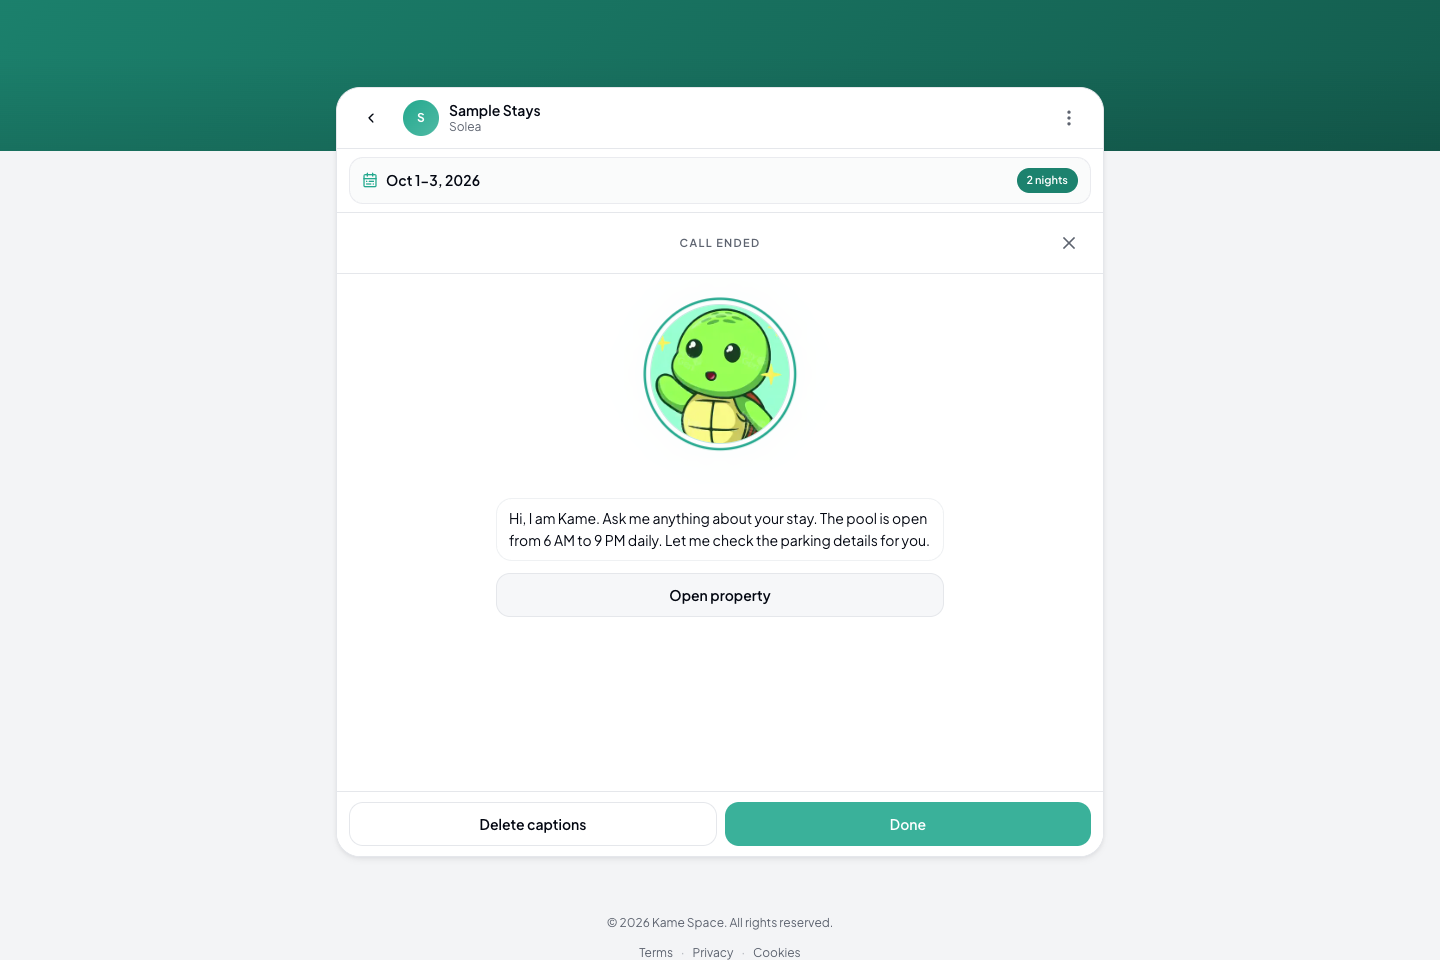 S
Sample Stays
Solea
Oct 1–3, 2026
2 nights
CALL ENDED
Hi, I am Kame. Ask me anything about your stay. The pool is open
from 6 AM to 9 PM daily. Let me check the parking details for you.
Open property
Delete captions
Done
© 2026 Kame Space. All rights reserved.
Terms · Privacy · Cookies